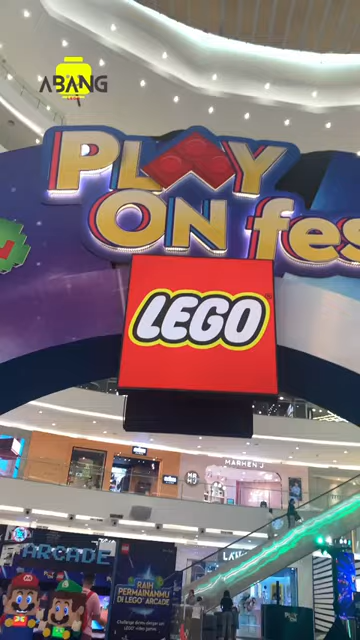 ABANG
PLAY
ON fes
LEGO
MARHEN J
ARCADE
RAIH
PERMAINANMU
DI LEGO ARCADE